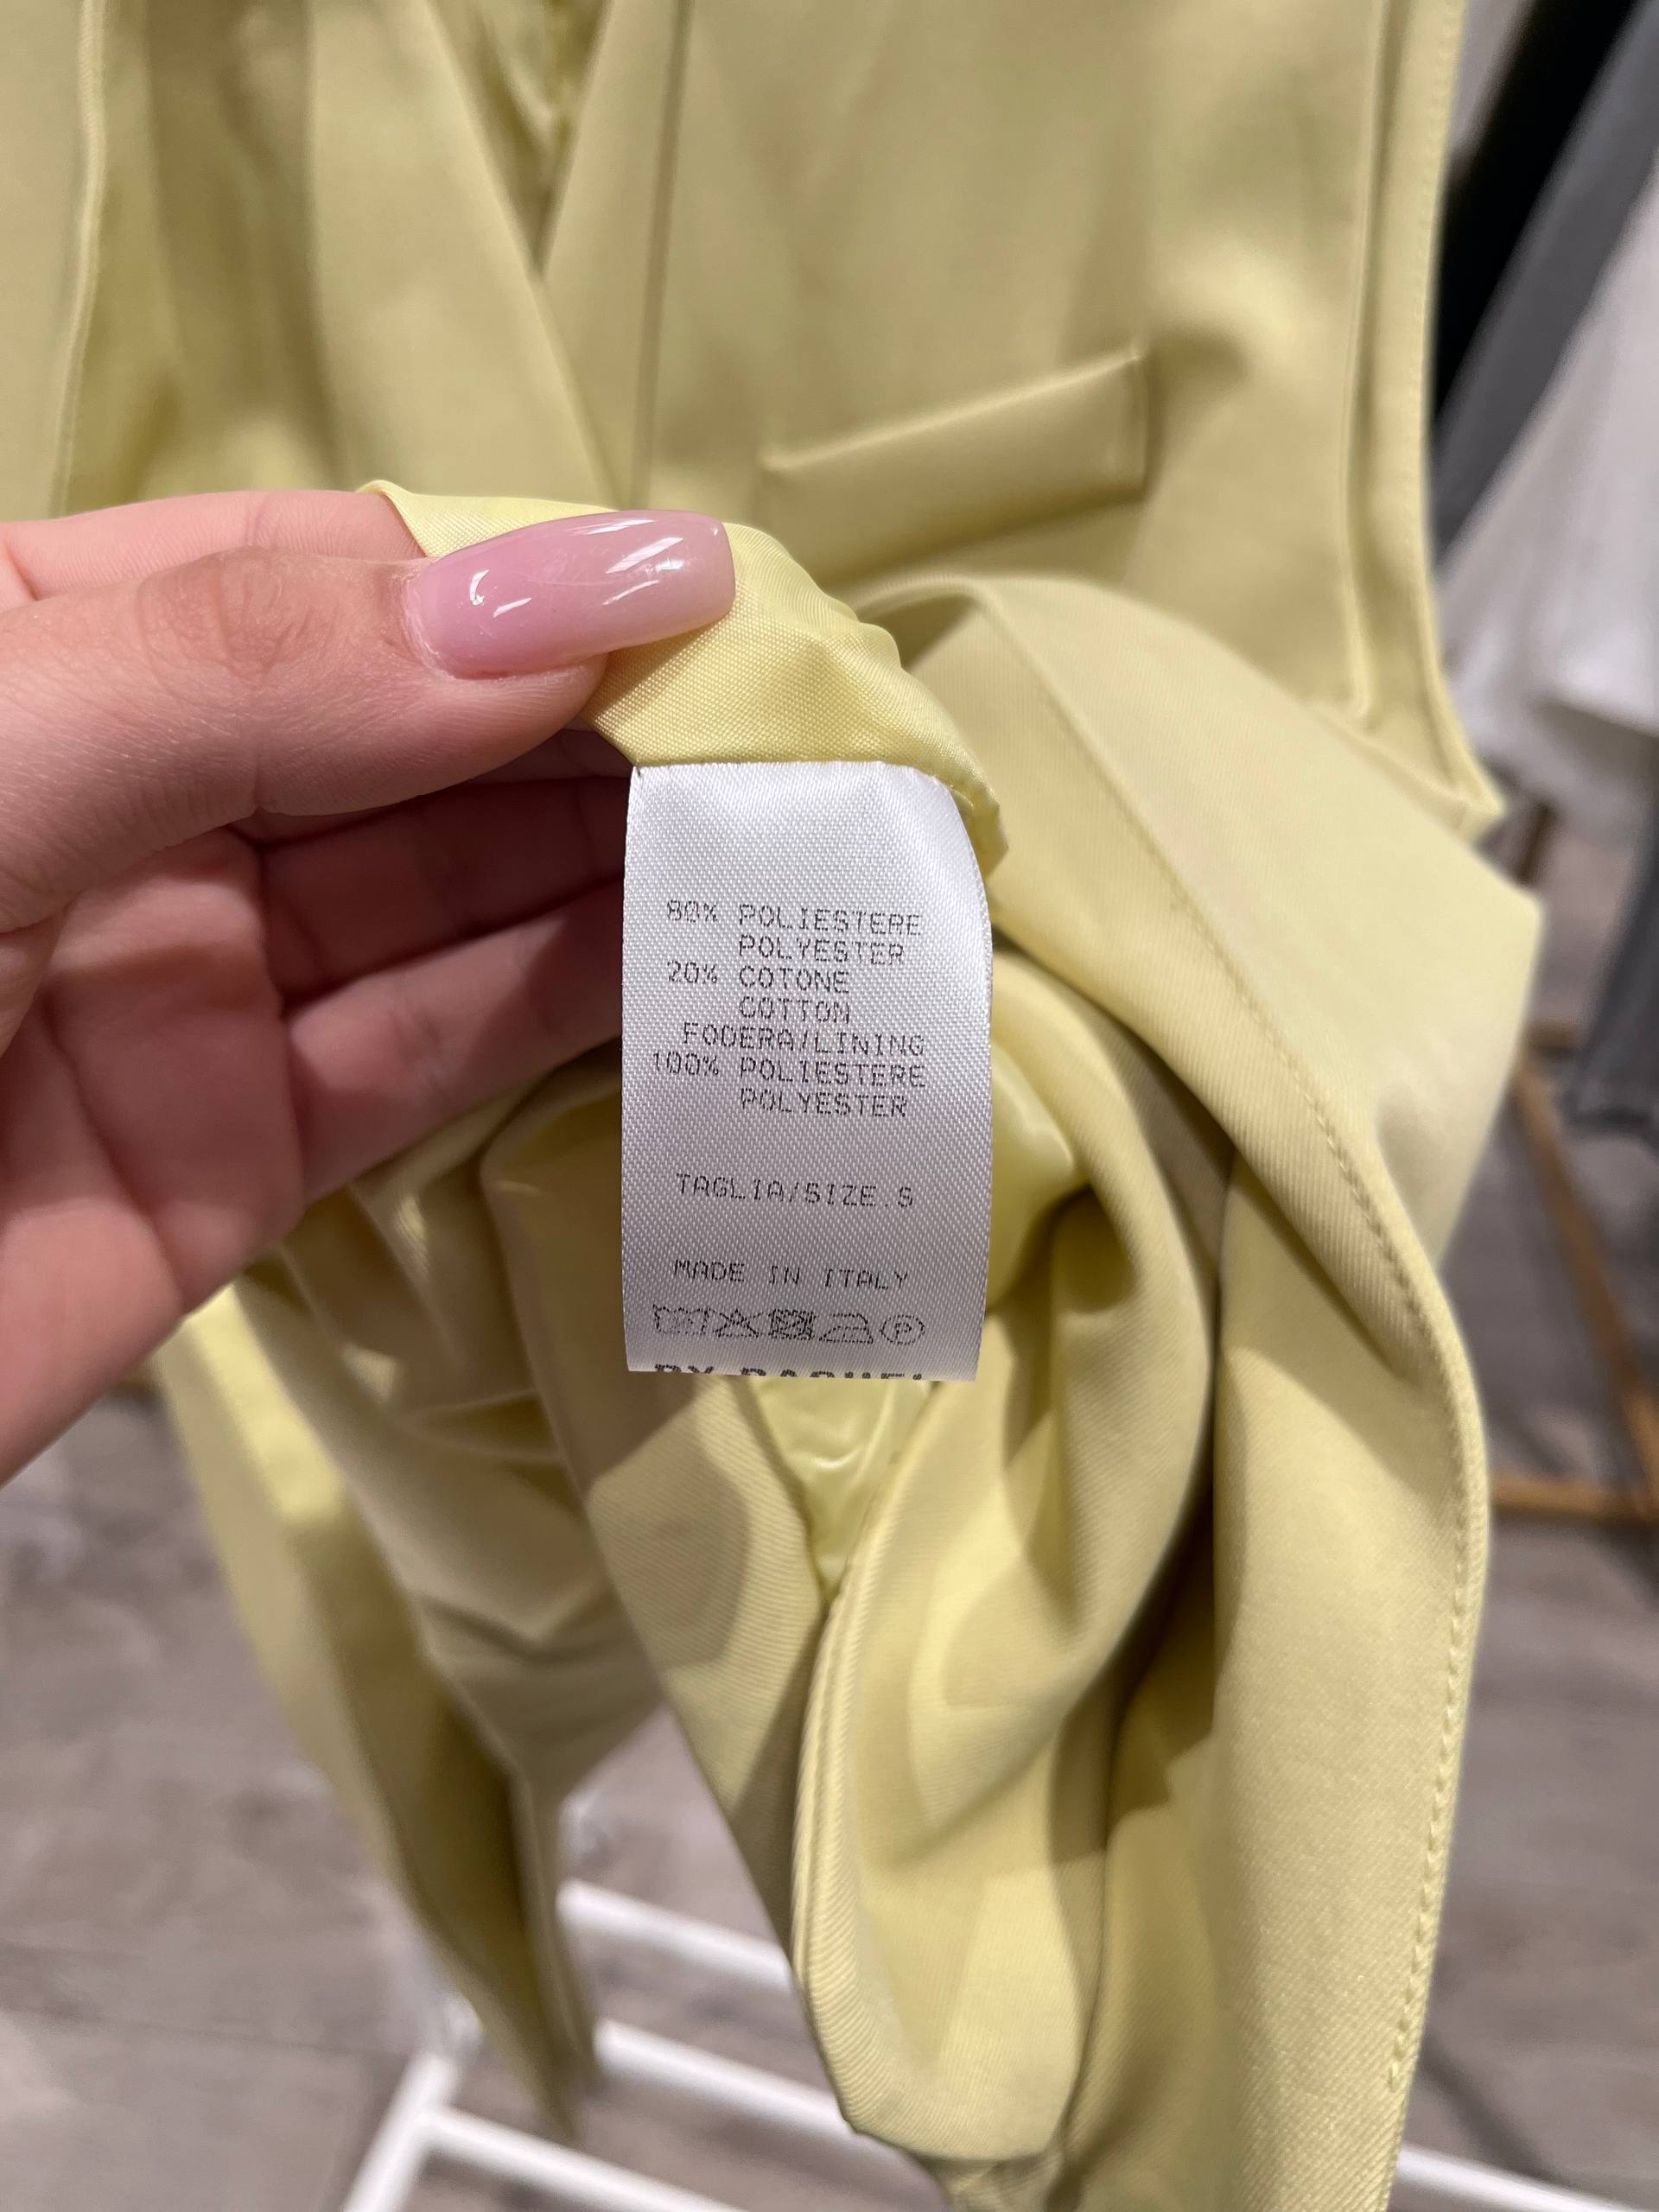 80% POLIESTERE
POLYESTER
20% COTONE
COTTON
FODERA/LINING
100% POLIESTERE
POLYESTER
TAGLIA/SIZE.S
MADE IN ITALY
P